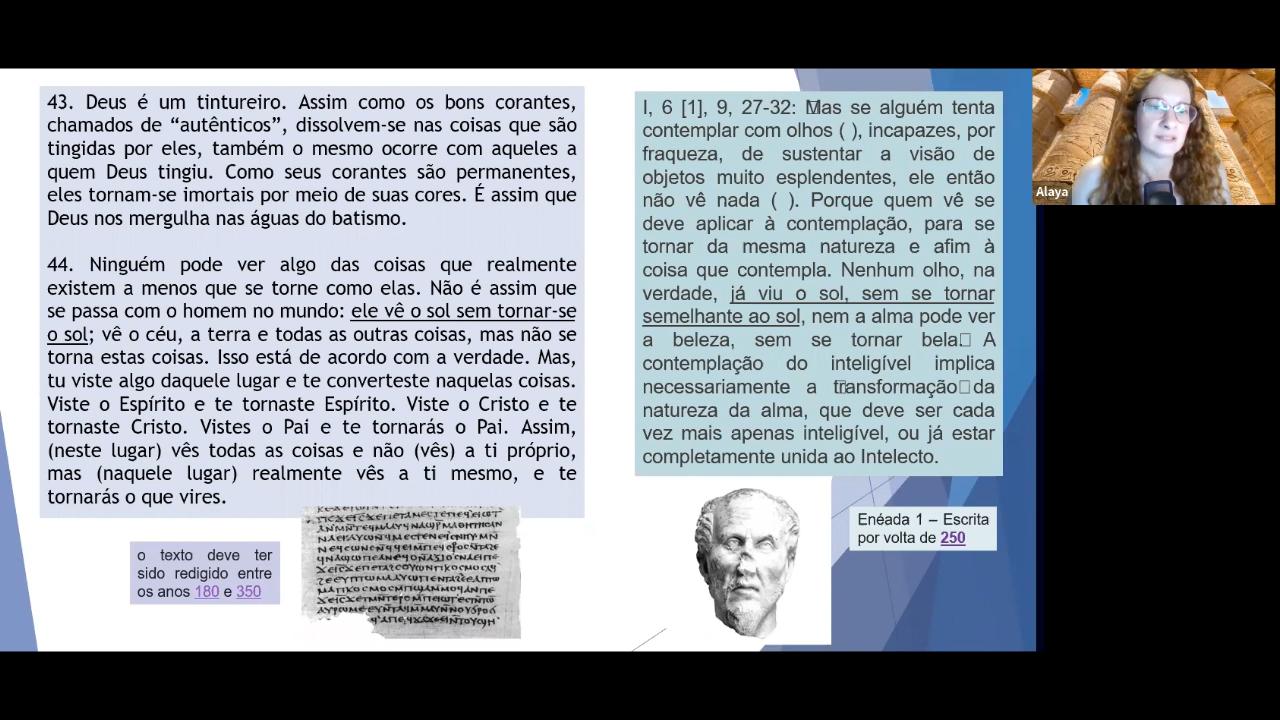 43. Deus é um tintureiro. Assim como os bons corantes,
chamados de “autênticos”, dissolvem-se nas coisas que são
tingidas por eles, também o mesmo ocorre com aqueles a
quem Deus tingiu. Como seus corantes são permanentes,
eles tornam-se imortais por meio de suas cores. É assim que
Deus nos mergulha nas águas do batismo.
44. Ninguém pode ver algo das coisas que realmente
existem a menos que se torne como elas. Não é assim que
se passa com o homem no mundo: ele vê o sol sem tornar-se
o sol; vê o céu, a terra e todas as outras coisas, mas não se
torna estas coisas. Isso está de acordo com a verdade. Mas,
tu viste algo daquele lugar e te converteste naquelas coisas.
Viste o Espírito e te tornaste Espírito. Viste o Cristo e te
tornaste Cristo. Vistes o Pai e te tornarás o Pai. Assim,
(neste lugar) vês todas as coisas e não (vês) a ti próprio,
mas (naquele lugar) realmente vês a ti mesmo, e te
tornarás o que vires.
o texto deve ter
sido redigido entre
os anos 180 e 350
I, 6 [1], 9, 27-32: Mas se alguém tenta
contemplar com olhos ( ), incapazes, por
fraqueza, de sustentar a visão de
objetos muito esplendentes, ele então
não vê nada ( ). Porque quem vê se
deve aplicar à contemplação, para se
tornar da mesma natureza e afim à
coisa que contempla. Nenhum olho, na
verdade, já viu o sol, sem se tornar
semelhante ao sol, nem a alma pode ver
a beleza, sem se tornar bela. A
contemplação do inteligível implica
necessariamente a transformação da
natureza da alma, que deve ser cada
vez mais apenas inteligível, ou já estar
completamente unida ao Intelecto.
Enéada 1 – Escrita
por volta de 250
Alaya